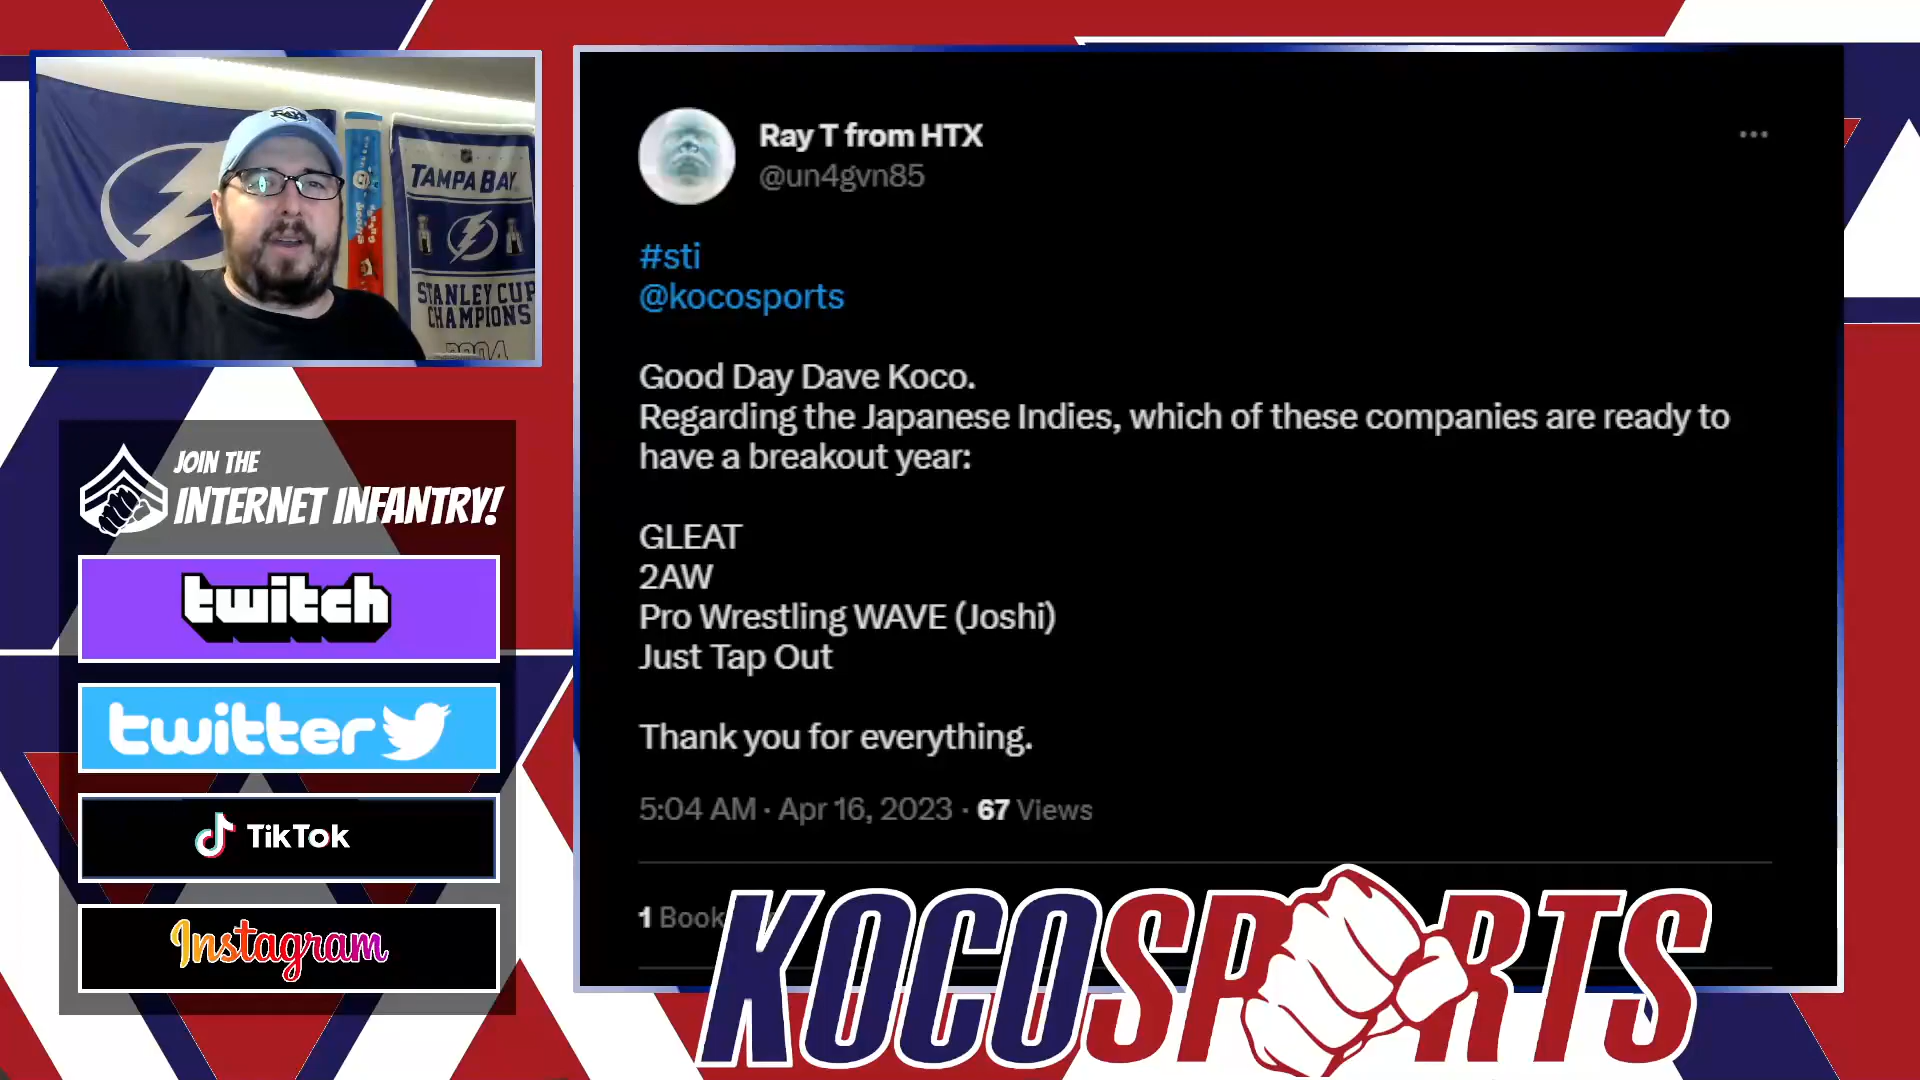 TAMPA BAY
STANLEY CUP
CHAMPIONS
2004
JOIN THE
INTERNET INFANTRY!
twitch
twitter
TikTok
Instagram
Ray T from HTX
@un4gvn85
#sti
@kocosports
Good Day Dave Koco.
Regarding the Japanese Indies, which of these companies are ready to
have a breakout year:
GLEAT
2AW
Pro Wrestling WAVE (Joshi)
Just Tap Out
Thank you for everything.
5:04 AM · Apr 16, 2023 · 67 Views
1 Book
KOCOSPORTS